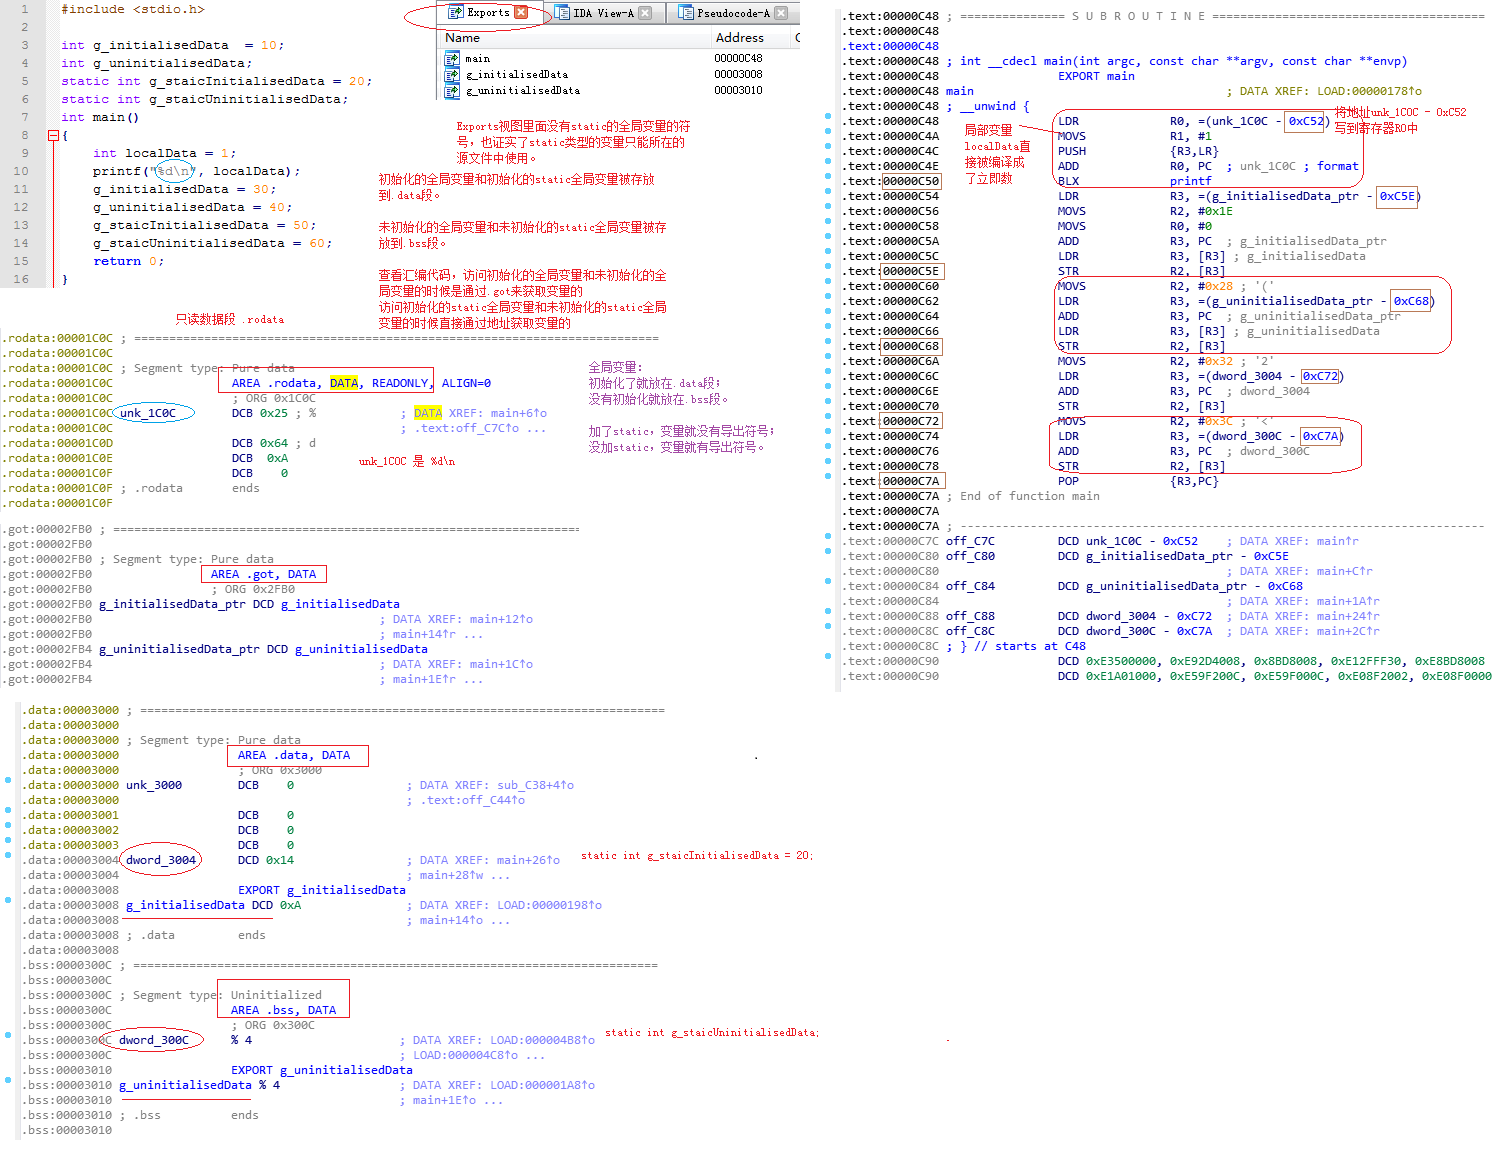 1 #include <stdio.h>
2
3 int g_initialisedData  = 10;
4 int g_uninitialisedData;
5 static int g_staicInitialisedData = 20;
6 static int g_staicUninitialisedData;
7 int main()
8 {
9     int localData = 1;
10     printf("%d\n", localData);
11     g_initialisedData = 30;
12     g_uninitialisedData = 40;
13     g_staicInitialisedData = 50;
14     g_staicUninitialisedData = 60;
15     return 0;
16 }
Exports IDA View-A Pseudocode-A
Name Address
main 00000C48
g_initialisedData 00003008
g_uninitialisedData 00003010
Exports视图里面没有static的全局变量的符
号，也证实了static类型的变量只能所在的
源文件中使用。
初始化的全局变量和初始化的static全局变量被存放
到.data段。
未初始化的全局变量和未初始化的static全局变量被存
放到.bss段。
查看汇编代码，访问初始化的全局变量和未初始化的全
局变量的时候是通过.got来获取变量的
访问初始化的static全局变量和未初始化的static全局
变量的时候直接通过地址获取变量的
只读数据段 .rodata
.rodata:00001C0C ; ===========================================================================
.rodata:00001C0C
.rodata:00001C0C ; Segment type: Pure data
.rodata:00001C0C AREA .rodata, DATA, READONLY, ALIGN=0
.rodata:00001C0C ; ORG 0x1C0C
.rodata:00001C0C unk_1C0C DCB 0x25 ; % ; DATA XREF: main+6↑o
.rodata:00001C0C ; .text:off_C7C↑o ...
.rodata:00001C0D DCB 0x64 ; d
.rodata:00001C0E DCB 0xA
.rodata:00001C0F DCB 0
.rodata:00001C0F ; .rodata ends
.rodata:00001C0F
unk_1C0C 是 %d\n
全局变量：
初始化了就放在.data段；
没有初始化就放在.bss段。
加了static，变量就没有导出符号；
没加static，变量就有导出符号。
.got:00002FB0 ; ===================================================================
.got:00002FB0
.got:00002FB0 ; Segment type: Pure data
.got:00002FB0 AREA .got, DATA
.got:00002FB0 ; ORG 0x2FB0
.got:00002FB0 g_initialisedData_ptr DCD g_initialisedData
.got:00002FB0 ; DATA XREF: main+12↑o
.got:00002FB0 ; main+14↑r ...
.got:00002FB4 g_uninitialisedData_ptr DCD g_uninitialisedData
.got:00002FB4 ; DATA XREF: main+1C↑o
.got:00002FB4 ; main+1E↑r ...
.data:00003000 ; ===========================================================================
.data:00003000
.data:00003000 ; Segment type: Pure data
.data:00003000 AREA .data, DATA
.data:00003000 ; ORG 0x3000
.data:00003000 unk_3000 DCB 0 ; DATA XREF: sub_C38+4↑o
.data:00003000 ; .text:off_C44↑o
.data:00003001 DCB 0
.data:00003002 DCB 0
.data:00003003 DCB 0
.data:00003004 dword_3004 DCD 0x14 ; DATA XREF: main+26↑o
.data:00003004 ; main+28↑w ...
.data:00003008 EXPORT g_initialisedData
.data:00003008 g_initialisedData DCD 0xA ; DATA XREF: LOAD:00000198↑o
.data:00003008 ; main+14↑o ...
.data:00003008 ; .data ends
.data:00003008
static int g_staicInitialisedData = 20;
.bss:0000300C ; ===========================================================================
.bss:0000300C
.bss:0000300C ; Segment type: Uninitialized
.bss:0000300C AREA .bss, DATA
.bss:0000300C ; ORG 0x300C
.bss:0000300C dword_300C % 4 ; DATA XREF: LOAD:000004B8↑o
.bss:0000300C ; LOAD:000004C8↑o ...
.bss:00003010 EXPORT g_uninitialisedData
.bss:00003010 g_uninitialisedData % 4 ; DATA XREF: LOAD:000001A8↑o
.bss:00003010 ; main+1E↑o ...
.bss:00003010 ; .bss ends
.bss:00003010
static int g_staicUninitialisedData;
.text:00000C48 ; =============== S U B R O U T I N E =======================================
.text:00000C48
.text:00000C48
.text:00000C48 ; int __cdecl main(int argc, const char **argv, const char **envp)
.text:00000C48 EXPORT main
.text:00000C48 main ; DATA XREF: LOAD:00000178↑o
.text:00000C48 ; __unwind {
.text:00000C48 LDR R0, =(unk_1C0C - 0xC52)
.text:00000C4A MOVS R1, #1
.text:00000C4C PUSH {R3,LR}
.text:00000C4E ADD R0, PC ; unk_1C0C ; format
.text:00000C50 BLX printf
.text:00000C54 LDR R3, =(g_initialisedData_ptr - 0xC5E)
.text:00000C56 MOVS R2, #0x1E
.text:00000C58 MOVS R0, #0
.text:00000C5A ADD R3, PC ; g_initialisedData_ptr
.text:00000C5C LDR R3, [R3] ; g_initialisedData
.text:00000C5E STR R2, [R3]
.text:00000C60 MOVS R2, #0x28 ; '('
.text:00000C62 LDR R3, =(g_uninitialisedData_ptr - 0xC68)
.text:00000C64 ADD R3, PC ; g_uninitialisedData_ptr
.text:00000C66 LDR R3, [R3] ; g_uninitialisedData
.text:00000C68 STR R2, [R3]
.text:00000C6A MOVS R2, #0x32 ; '2'
.text:00000C6C LDR R3, =(dword_3004 - 0xC72)
.text:00000C6E ADD R3, PC ; dword_3004
.text:00000C70 STR R2, [R3]
.text:00000C72 MOVS R2, #0x3C ; '<'
.text:00000C74 LDR R3, =(dword_300C - 0xC7A)
.text:00000C76 ADD R3, PC ; dword_300C
.text:00000C78 STR R2, [R3]
.text:00000C7A POP {R3,PC}
.text:00000C7A ; End of function main
.text:00000C7A
.text:00000C7A ; ---------------------------------------------------------------------------
.text:00000C7C off_C7C DCD unk_1C0C - 0xC52 ; DATA XREF: main↑r
.text:00000C80 off_C80 DCD g_initialisedData_ptr - 0xC5E
.text:00000C80 ; DATA XREF: main+C↑r
.text:00000C84 off_C84 DCD g_uninitialisedData_ptr - 0xC68
.text:00000C84 ; DATA XREF: main+1A↑r
.text:00000C88 off_C88 DCD dword_3004 - 0xC72 ; DATA XREF: main+24↑r
.text:00000C8C off_C8C DCD dword_300C - 0xC7A ; DATA XREF: main+2C↑r
.text:00000C8C ; } // starts at C48
.text:00000C90 DCD 0xE3500000, 0xE92D4008, 0x8BD8008, 0xE12FFF30, 0xE8BD8008
.text:00000C90 DCD 0xE1A01000, 0xE59F200C, 0xE59F000C, 0xE08F2002, 0xE08F0000
局部变量
localData直
接被编译成
了立即数
将地址unk_1C0C - 0xC52
写到寄存器R0中